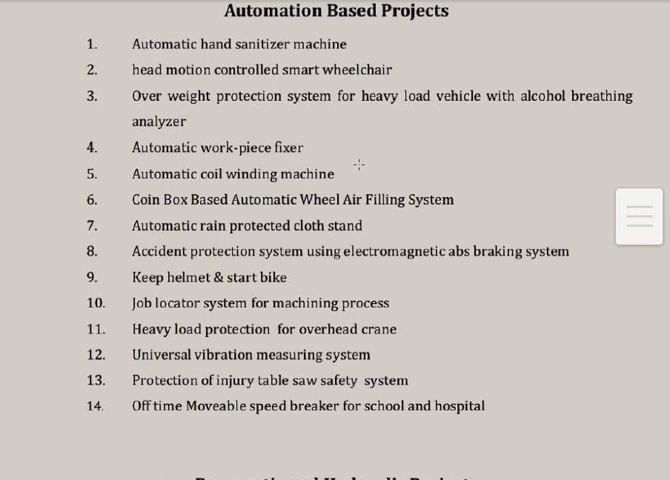 Automation Based Projects
1. Automatic hand sanitizer machine
2. head motion controlled smart wheelchair
3. Over weight protection system for heavy load vehicle with alcohol breathing
analyzer
4. Automatic work-piece fixer
5. Automatic coil winding machine
6. Coin Box Based Automatic Wheel Air Filling System
7. Automatic rain protected cloth stand
8. Accident protection system using electromagnetic abs braking system
9. Keep helmet & start bike
10. Job locator system for machining process
11. Heavy load protection for overhead crane
12. Universal vibration measuring system
13. Protection of injury table saw safety system
14. Off time Moveable speed breaker for school and hospital